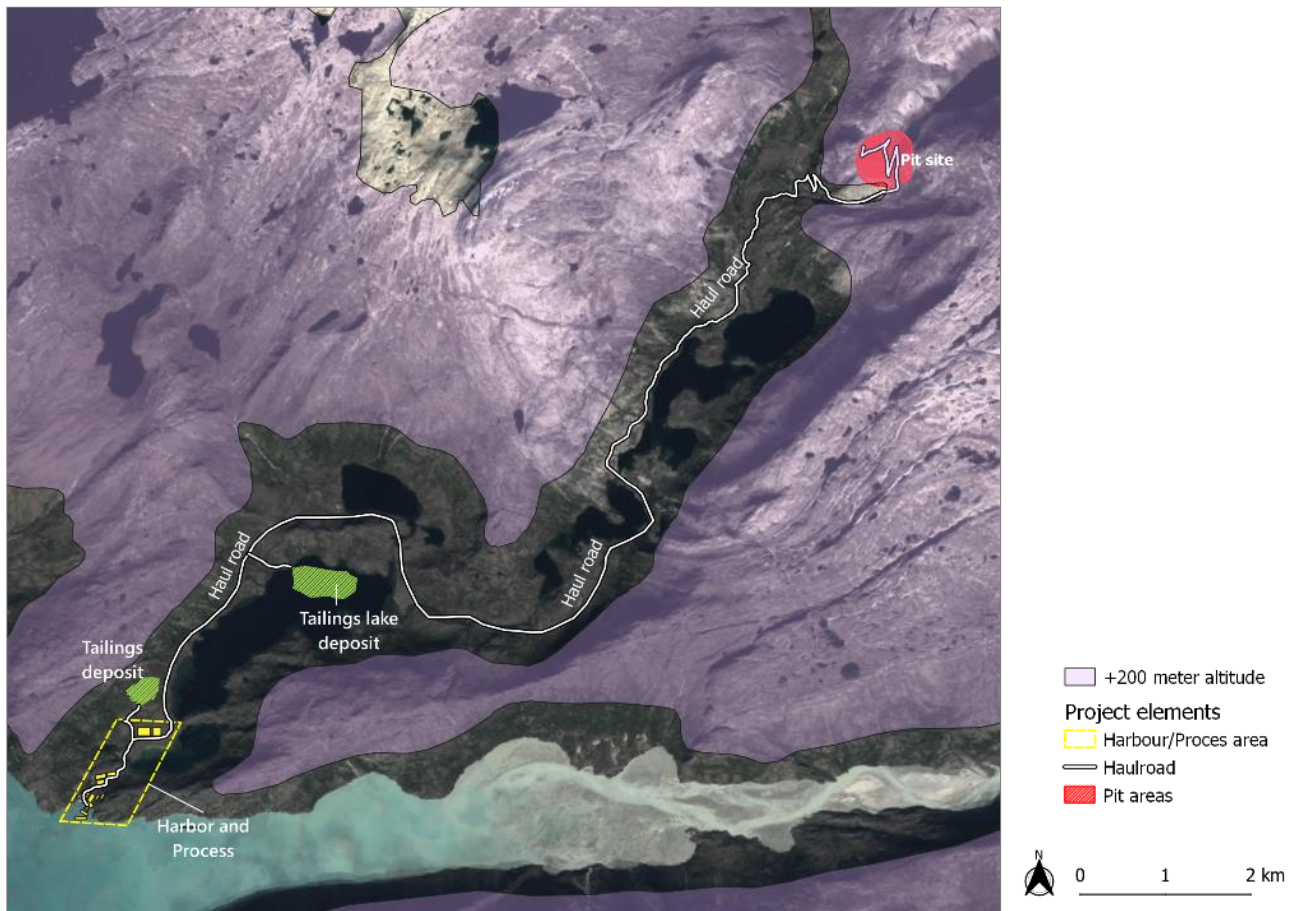 Pit site
Haul road
Haul road
Haul road
Tailings lake
deposit
Tailings
deposit
Harbor and
Process
+200 meter altitude
Project elements
Harbour/Proces area
Haulroad
Pit areas
N
0 1 2 km